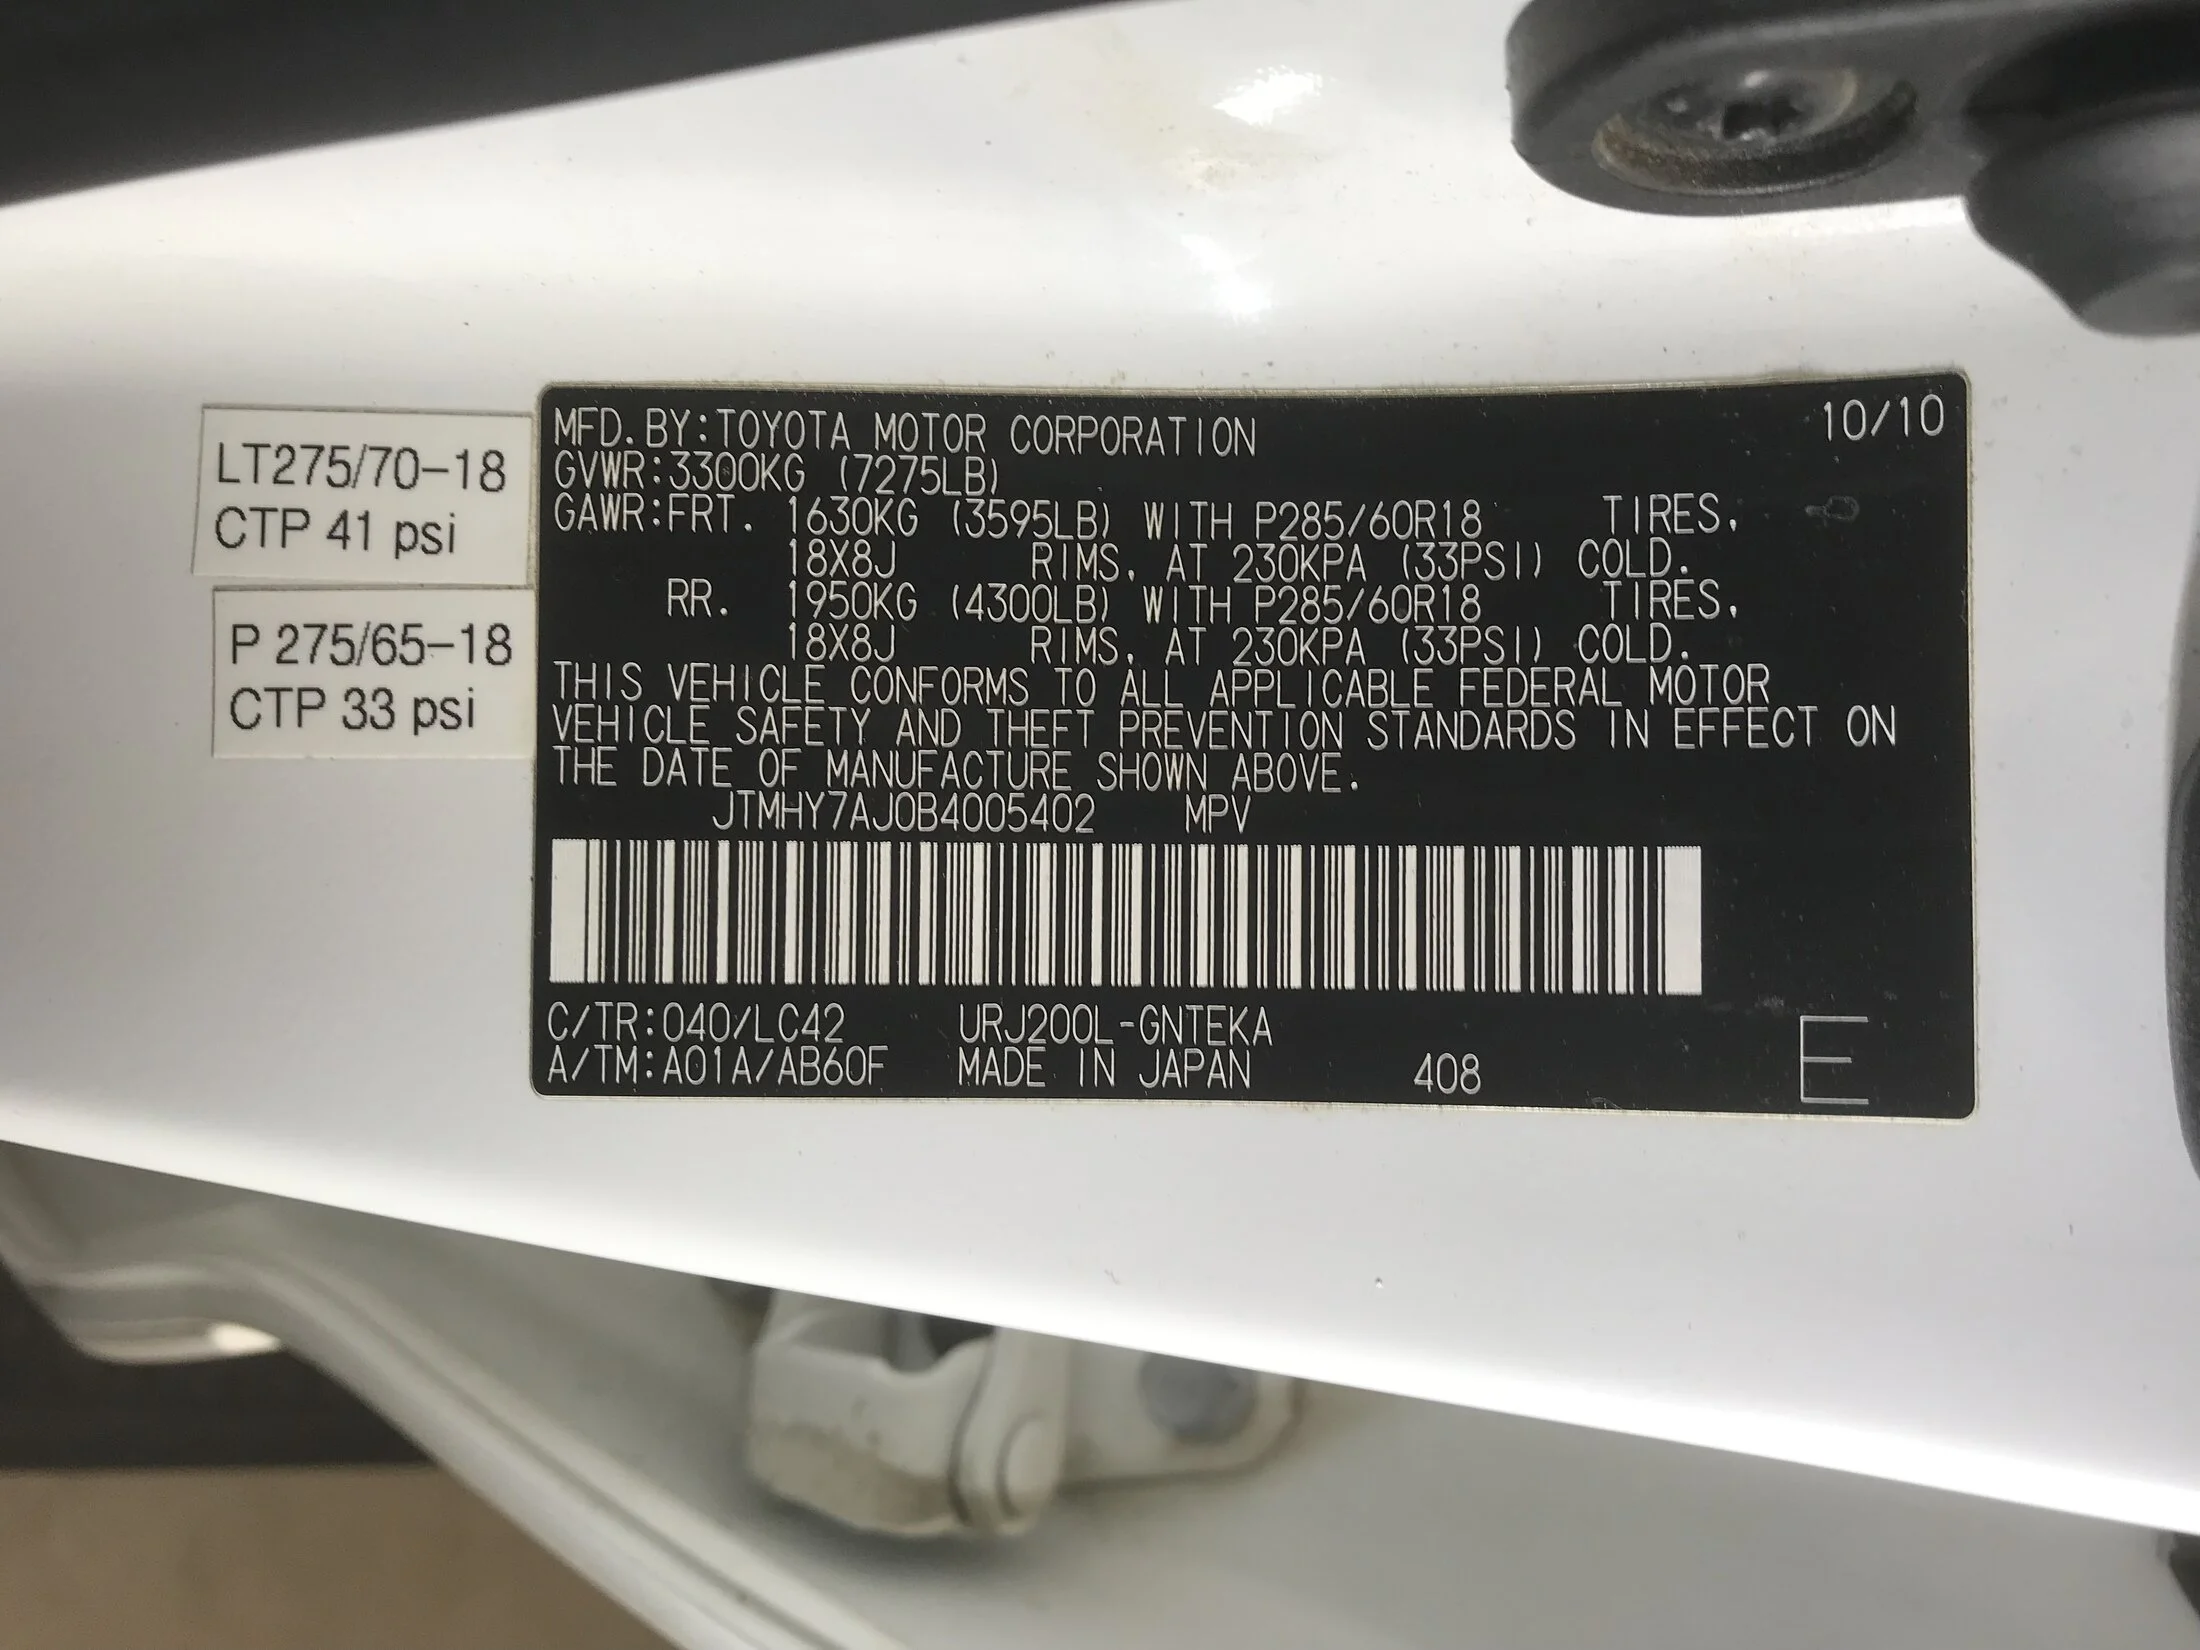 LT275/70-18
CTP 41 psi
P 275/65-18
CTP 33 psi
MFD. BY:TOYOTA MOTOR CORPORATION 10/10
GVWR:3300KG (7275LB)
GAWR:FRT. 1630KG (3595LB) WITH P285/60R18 TIRES,
18X8J RIMS, AT 230KPA (33PSI) COLD.
RR. 1950KG (4300LB) WITH P285/60R18 TIRES,
18X8J RIMS, AT 230KPA (33PSI) COLD.
THIS VEHICLE CONFORMS TO ALL APPLICABLE FEDERAL MOTOR
VEHICLE SAFETY AND THEFT PREVENTION STANDARDS IN EFFECT ON
THE DATE OF MANUFACTURE SHOWN ABOVE.
JTMHY7AJ0B4005402 MPV
C/TR:040/LC42 URJ200L-GNTEKA
A/TM:A01A/AB60F MADE IN JAPAN 408 E